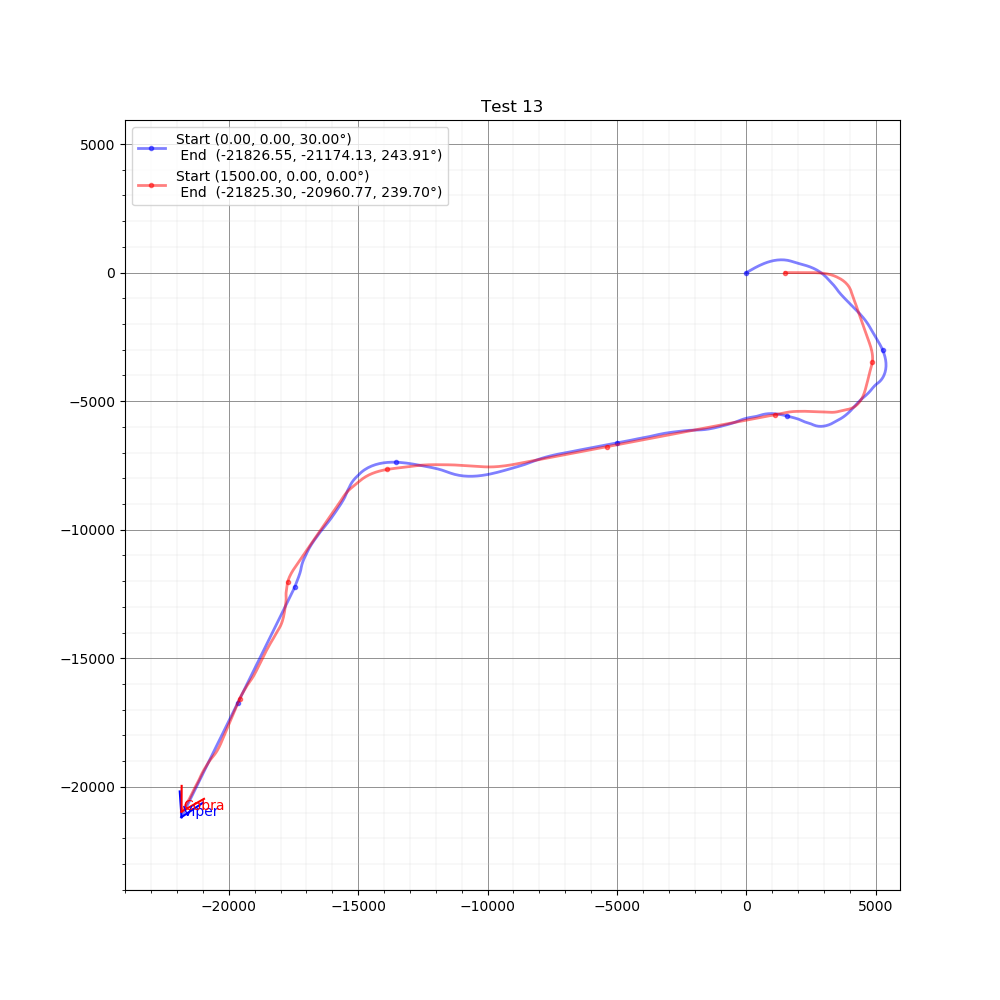 Test 13
Start (0.00, 0.00, 30.00°)
End (-21826.55, -21174.13, 243.91°)
Start (1500.00, 0.00, 0.00°)
End (-21825.30, -20960.77, 239.70°)
5000
0
−5000
−10000
−15000
−20000
−20000
−15000
−10000
−5000
0
5000